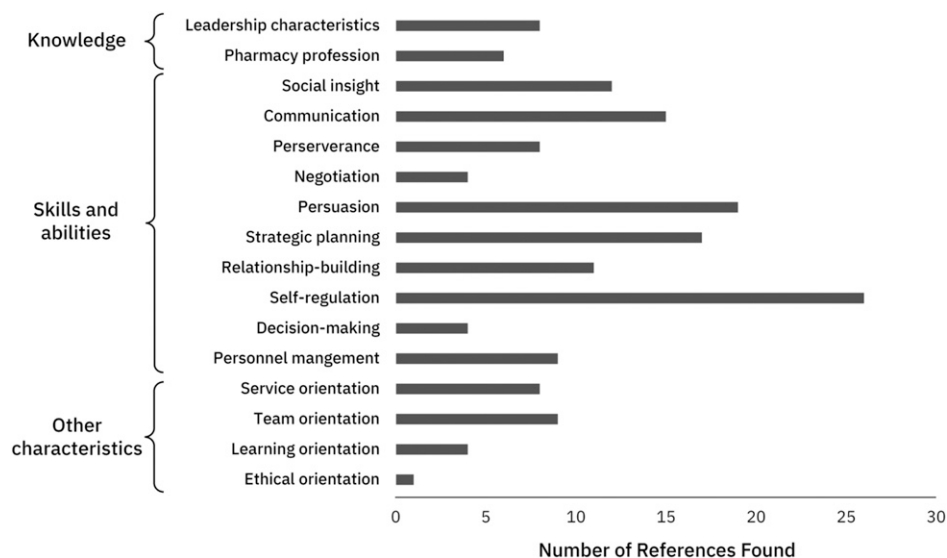 Knowledge
Leadership characteristics
Pharmacy profession
Skills and
abilities
Social insight
Communication
Perserverance
Negotiation
Persuasion
Strategic planning
Relationship-building
Self-regulation
Decision-making
Personnel mangement
Other
characteristics
Service orientation
Team orientation
Learning orientation
Ethical orientation
0 5 10 15 20 25 30
Number of References Found